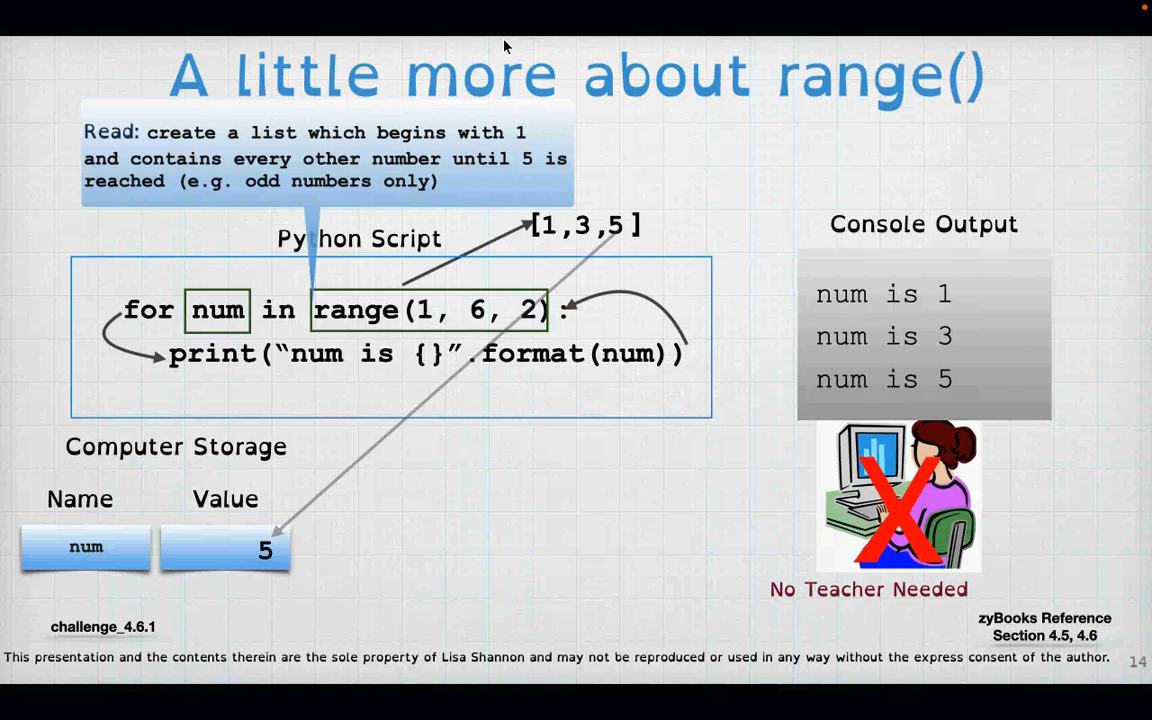 A little more about range()
Read: create a list which begins with 1
and contains every other number until 5 is
reached (e.g. odd numbers only)
[1,3,5]
Python Script
Console Output
for num in range(1, 6, 2):
print(“num is {}”.format(num))
num is 1
num is 3
num is 5
Computer Storage
Name Value
num 5
No Teacher Needed
challenge_4.6.1
zyBooks Reference
Section 4.5, 4.6
This presentation and the contents therein are the sole property of Lisa Shannon and may not be reproduced or used in any way without the express consent of the author.
14